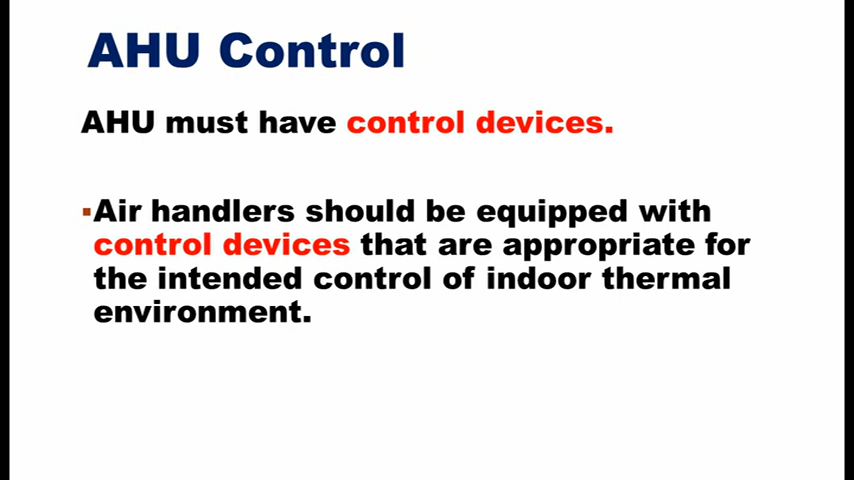 AHU Control
AHU must have control devices.
▪Air handlers should be equipped with
control devices that are appropriate for
the intended control of indoor thermal
environment.